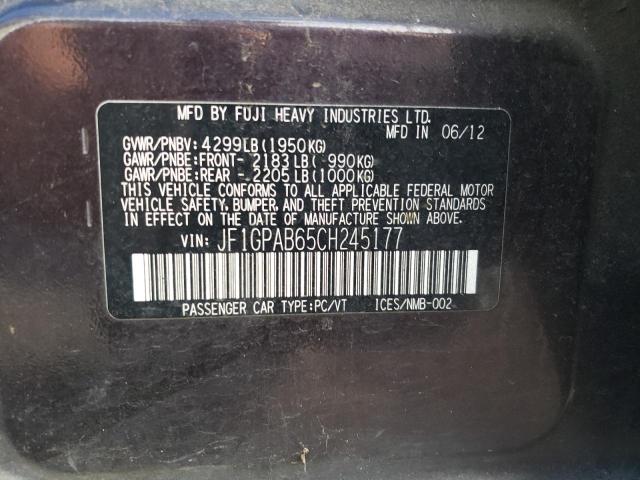 MFD BY FUJI HEAVY INDUSTRIES LTD.
MFD IN 06/12
GVWR/PNBV: 4299LB (1950KG)
GAWR/PNBE:FRONT- 2183LB ( 990KG)
GAWR/PNBE:REAR - 2205LB (1000KG)
THIS VEHICLE CONFORMS TO ALL APPLICABLE FEDERAL MOTOR
VEHICLE SAFETY, BUMPER, AND THEFT PREVENTION STANDARDS
IN EFFECT ON THE DATE OF MANUFACTURE SHOWN ABOVE.
VIN: JF1GPAB65CH245177
PASSENGER CAR TYPE:PC/VT ICES/NMB-002